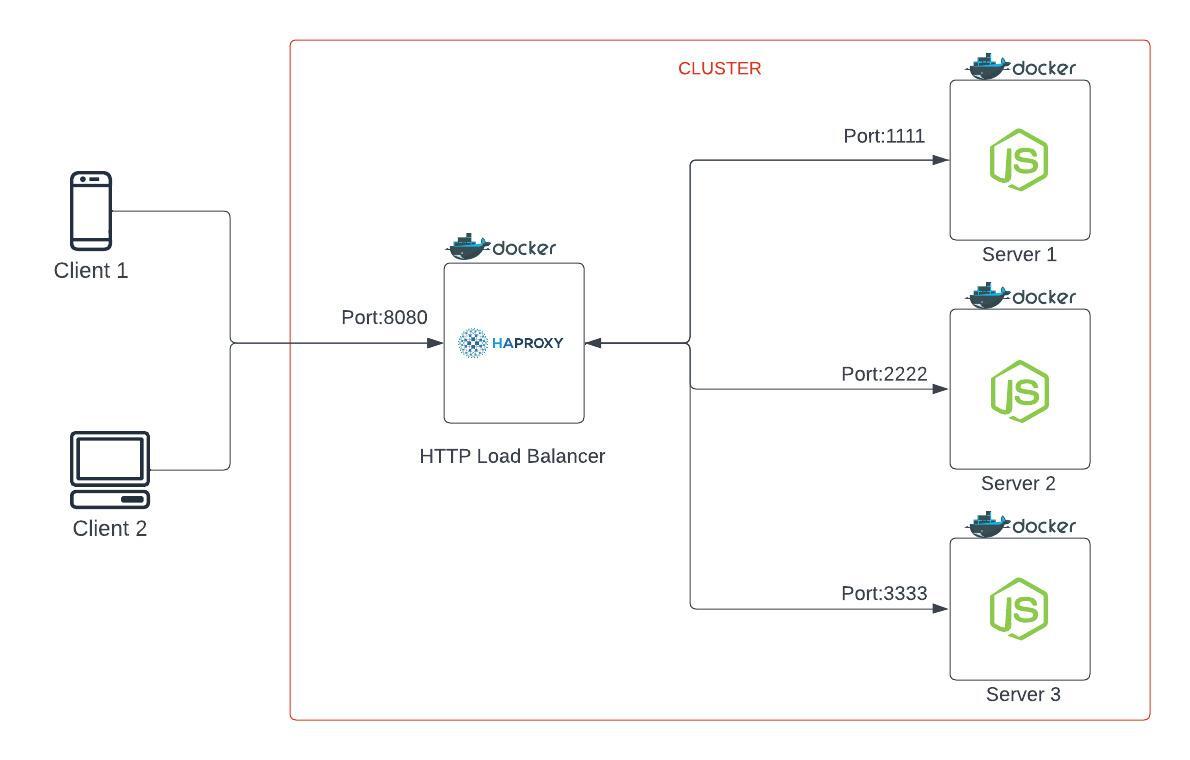 CLUSTER
docker
Port:1111
JS
Server 1
Client 1
docker
Port:8080
HAPROXY
HTTP Load Balancer
docker
Port:2222
JS
Server 2
Client 2
docker
Port:3333
JS
Server 3